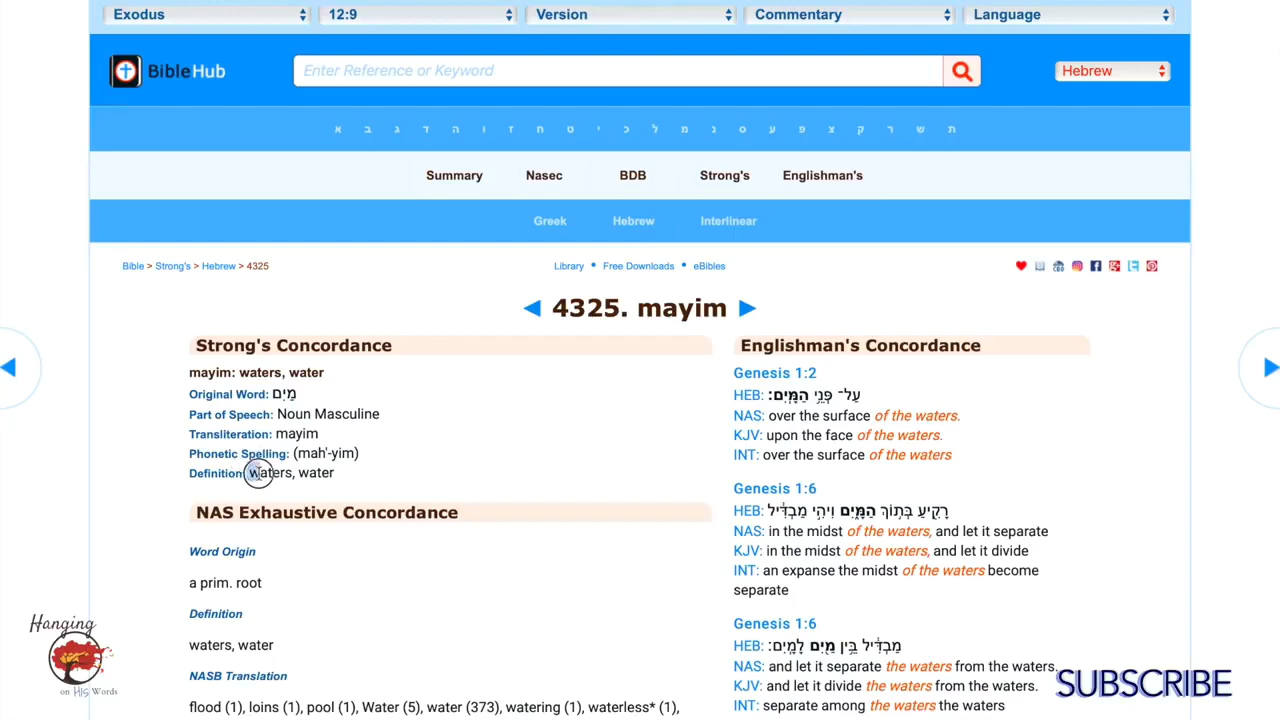 Exodus 12:9 Version Commentary Language
BibleHub Enter Reference or Keyword Hebrew
א ב ג ד ה ו ז ח ט י כ ל מ נ ס ע פ צ ק ר ש ת
Summary Nasec BDB Strong's Englishman's
Greek Hebrew Interlinear
Bible > Strong's > Hebrew > 4325
Library • Free Downloads • eBibles
◄ 4325. mayim ►
Strong's Concordance
mayim: waters, water
Original Word: מַיִם
Part of Speech: Noun Masculine
Transliteration: mayim
Phonetic Spelling: (mah'-yim)
Definition: waters, water
NAS Exhaustive Concordance
Word Origin
a prim. root
Definition
waters, water
NASB Translation
flood (1), loins (1), pool (1), Water (5), water (373), watering (1), waterless* (1),
Englishman's Concordance
Genesis 1:2
HEB: עַל־ פְּנֵ֥י הַמָּֽיִם׃
NAS: over the surface of the waters.
KJV: upon the face of the waters.
INT: over the surface of the waters
Genesis 1:6
HEB: רָקִ֖יעַ בְּת֣וֹךְ הַמָּ֑יִם וִיהִ֣י מַבְדִּ֔יל
NAS: in the midst of the waters, and let it separate
KJV: in the midst of the waters, and let it divide
INT: an expanse the midst of the waters become
separate
Genesis 1:6
HEB: מַבְדִּ֔יל בֵּ֥ין מַ֖יִם לָמָֽיִם׃
NAS: and let it separate the waters from the waters.
KJV: and let it divide the waters from the waters.
INT: separate among the waters the waters
Hanging
on HIS Words
SUBSCRIBE